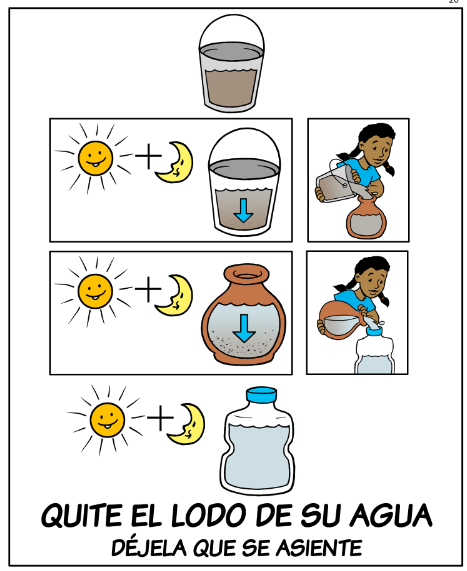 QUITE EL LODO DE SU AGUA
DÉJELA QUE SE ASIENTE